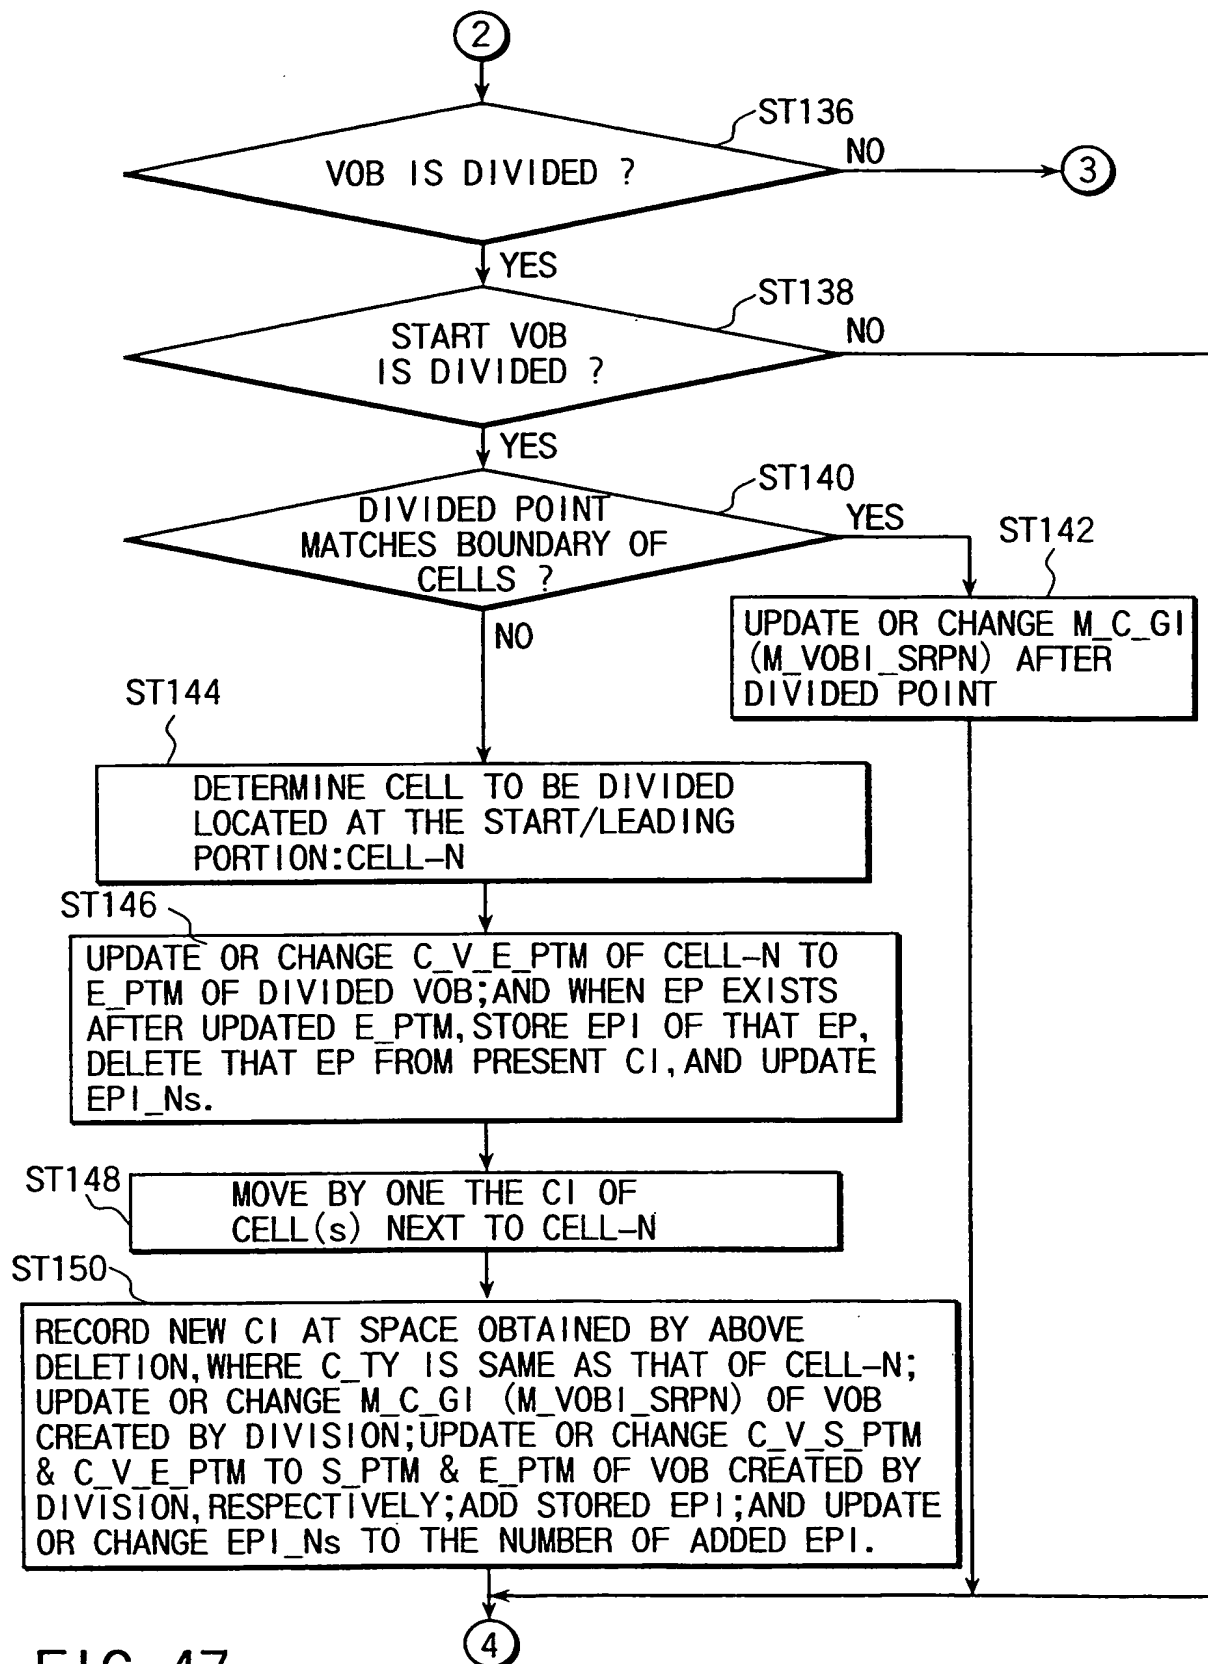 2
ST136
VOB IS DIVIDED ?
NO
3
YES
ST138
START VOB
IS DIVIDED ?
NO
YES
ST140
DIVIDED POINT
MATCHES BOUNDARY OF
CELLS ?
YES
ST142
UPDATE OR CHANGE M_C_GI
(M_VOBI_SRPN) AFTER
DIVIDED POINT
NO
ST144
DETERMINE CELL TO BE DIVIDED
LOCATED AT THE START/LEADING
PORTION:CELL-N
ST146
UPDATE OR CHANGE C_V_E_PTM OF CELL-N TO
E_PTM OF DIVIDED VOB;AND WHEN EP EXISTS
AFTER UPDATED E_PTM,STORE EPI OF THAT EP,
DELETE THAT EP FROM PRESENT CI,AND UPDATE
EPI_Ns.
ST148
MOVE BY ONE THE CI OF
CELL(s) NEXT TO CELL-N
ST150
RECORD NEW CI AT SPACE OBTAINED BY ABOVE
DELETION,WHERE C_TY IS SAME AS THAT OF CELL-N;
UPDATE OR CHANGE M_C_GI (M_VOBI_SRPN) OF VOB
CREATED BY DIVISION;UPDATE OR CHANGE C_V_S_PTM
& C_V_E_PTM TO S_PTM & E_PTM OF VOB CREATED BY
DIVISION,RESPECTIVELY;ADD STORED EPI;AND UPDATE
OR CHANGE EPI_Ns TO THE NUMBER OF ADDED EPI.
4
FIG. 47